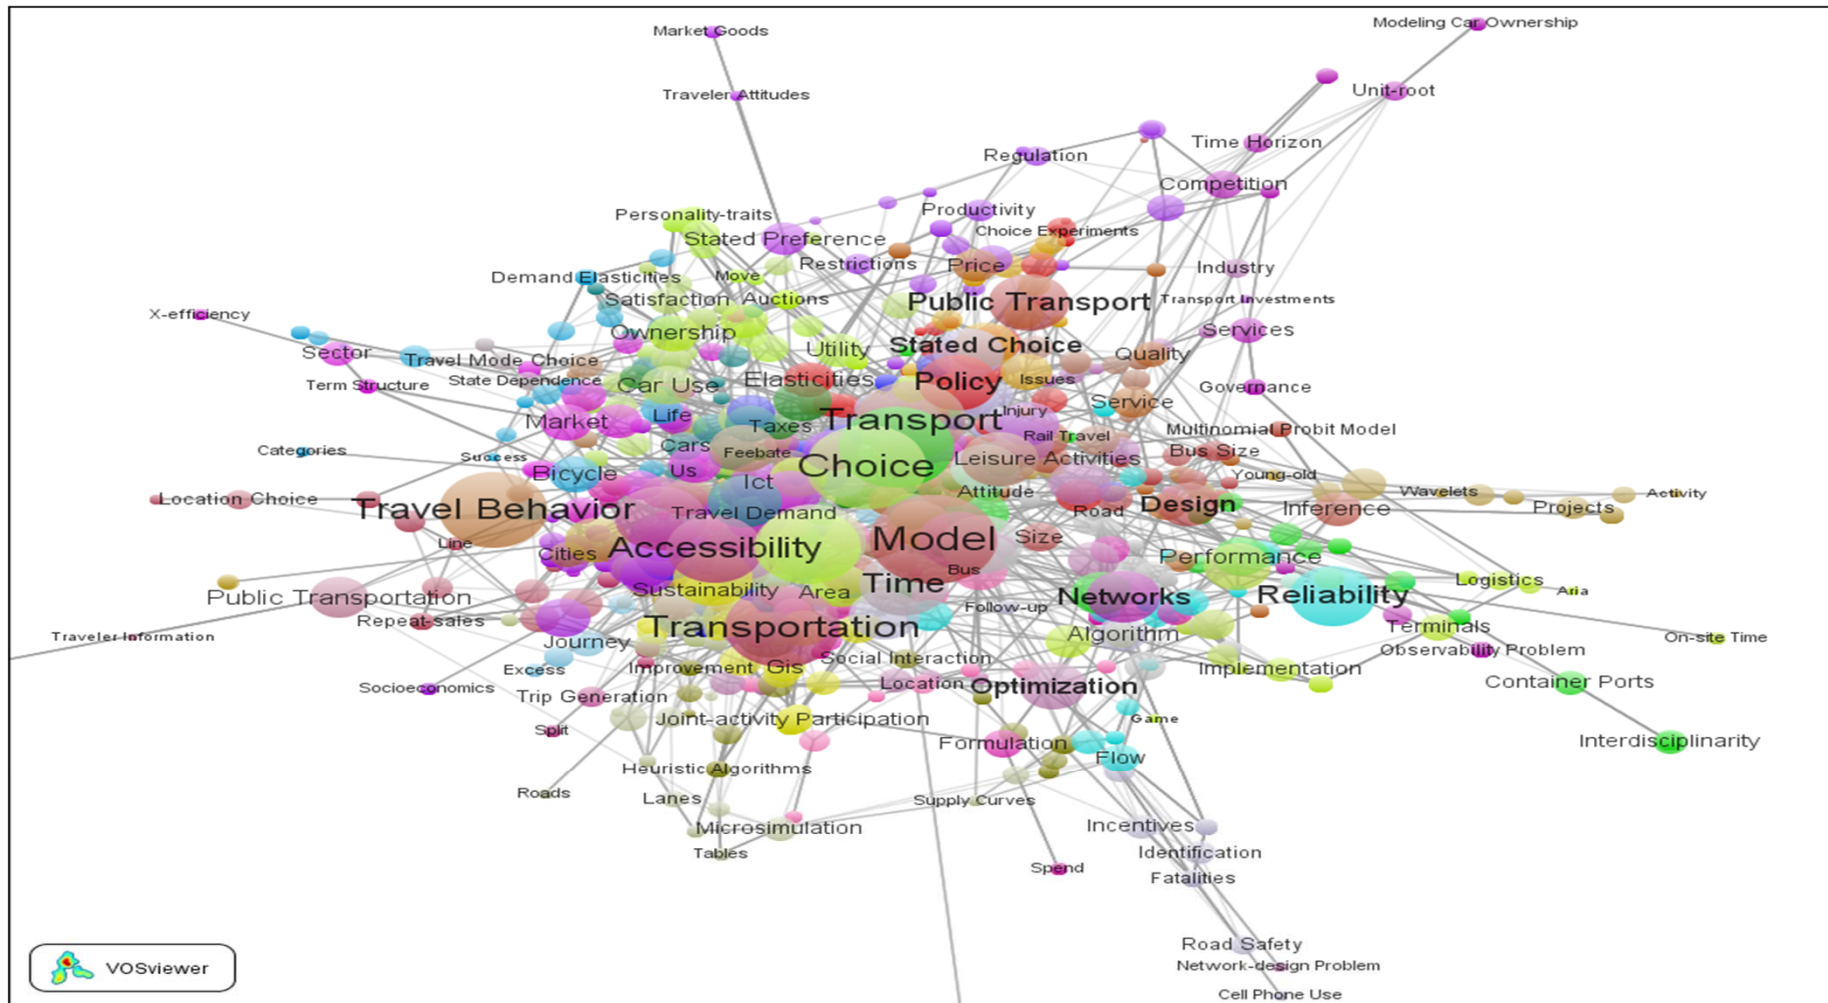 Market Goods
Modeling Car Ownership
Traveler Attitudes
Unit-root
Time Horizon
Regulation
Competition
Personality-traits
Productivity
Stated Preference
Choice Experiments
Restrictions
Price
Industry
Demand Elasticities
Move
Satisfaction
Auctions
Public Transport
Transport Investments
X-efficiency
Ownership
Services
Sector
Travel Mode Choice
Utility
Stated Choice
Quality
Term Structure
State Dependence
Car Use
Elasticities
Policy
Issues
Governance
Market
Life
Taxes
Transport
Injury
Service
Rail Travel
Multinomial Probit Model
Categories
Success
Cars
Feebate
Choice
Leisure Activities
Bus Size
Bicycle
Us
Ict
Young-old
Location Choice
Travel Behavior
Travel Demand
Attitude
Road
Design
Inference
Wavelets
Projects
Activity
Line
Cities
Accessibility
Model
Size
Performance
Public Transportation
Sustainability
Area
Time
Bus
Networks
Reliability
Logistics
Aria
Follow-up
Repeat-sales
Traveler Information
Journey
Transportation
Algorithm
Terminals
On-site Time
Excess
Improvement
Gis
Social Interaction
Observability Problem
Socioeconomics
Trip Generation
Location
Optimization
Implementation
Container Ports
Split
Joint-activity Participation
Game
Formulation
Flow
Interdisciplinarity
Heuristic Algorithms
Roads
Lanes
Supply Curves
Microsimulation
Incentives
Tables
Identification
Spend
Fatalities
Road Safety
VOSviewer
Network-design Problem
Cell Phone Use